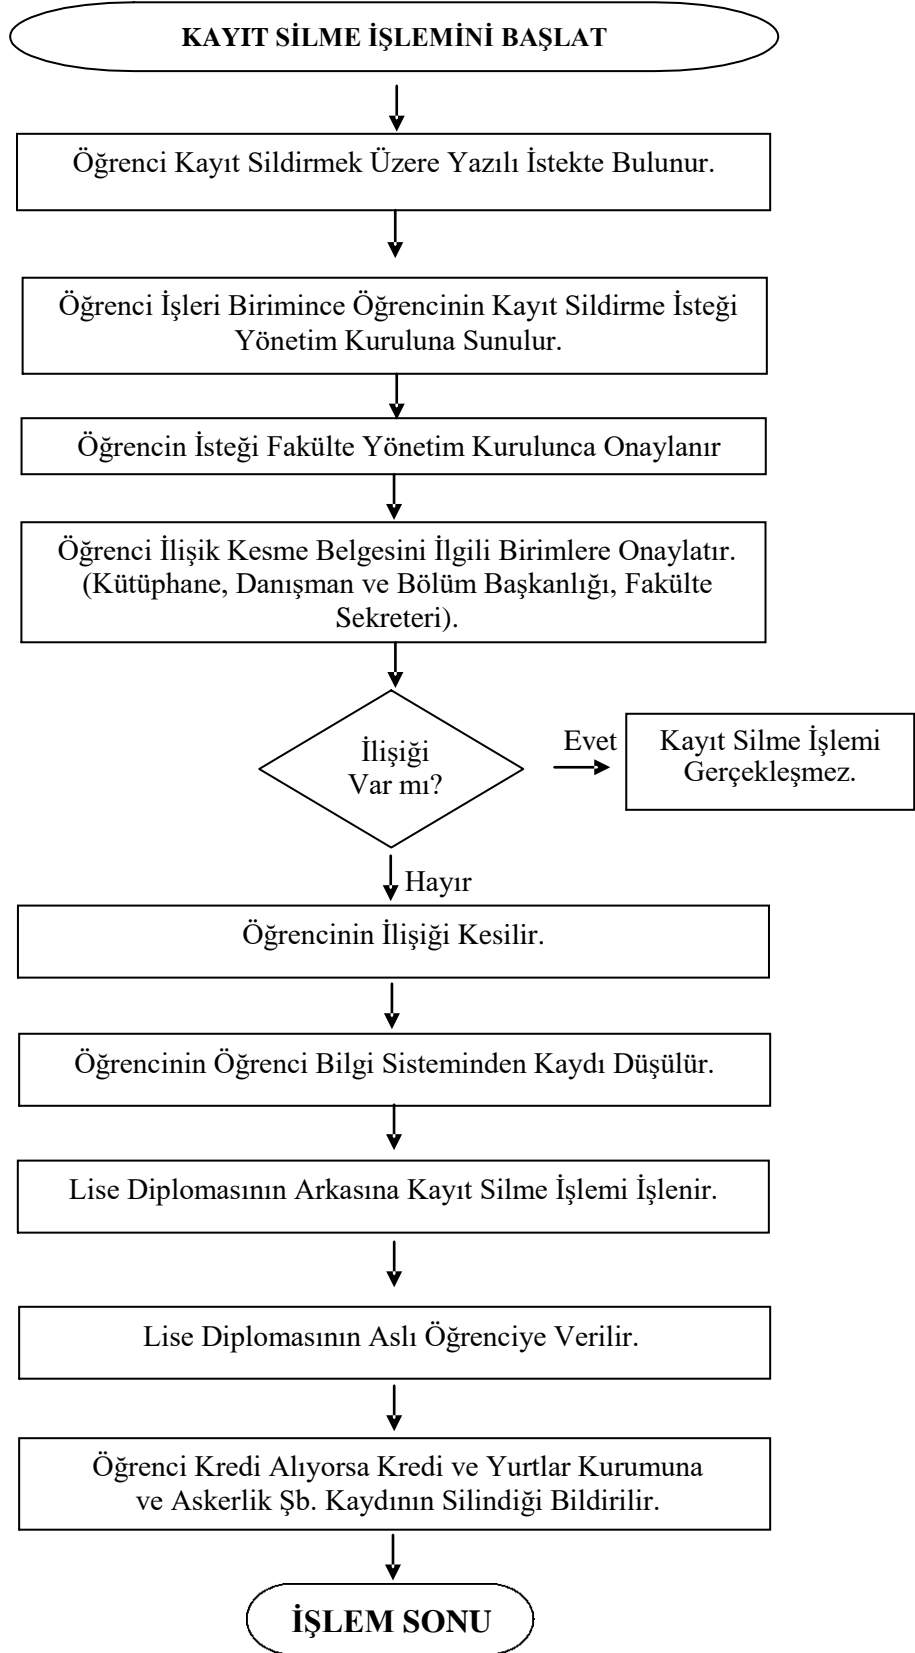 KAYIT SİLME İŞLEMİNİ BAŞLAT
Öğrenci Kayıt Sildirmek Üzere Yazılı İstekte Bulunur.
Öğrenci İşleri Birimince Öğrencinin Kayıt Sildirme İsteği
Yönetim Kuruluna Sunulur.
Öğrencin İsteği Fakülte Yönetim Kurulunca Onaylanır
Öğrenci İlişik Kesme Belgesini İlgili Birimlere Onaylatır.
(Kütüphane, Danışman ve Bölüm Başkanlığı, Fakülte
Sekreteri).
İlişiği
Var mı?
Evet
Kayıt Silme İşlemi
Gerçekleşmez.
Hayır
Öğrencinin İlişiği Kesilir.
Öğrencinin Öğrenci Bilgi Sisteminden Kaydı Düşülür.
Lise Diplomasının Arkasına Kayıt Silme İşlemi İşlenir.
Lise Diplomasının Aslı Öğrenciye Verilir.
Öğrenci Kredi Alıyorsa Kredi ve Yurtlar Kurumuna
ve Askerlik Şb. Kaydının Silindiği Bildirilir.
İŞLEM SONU